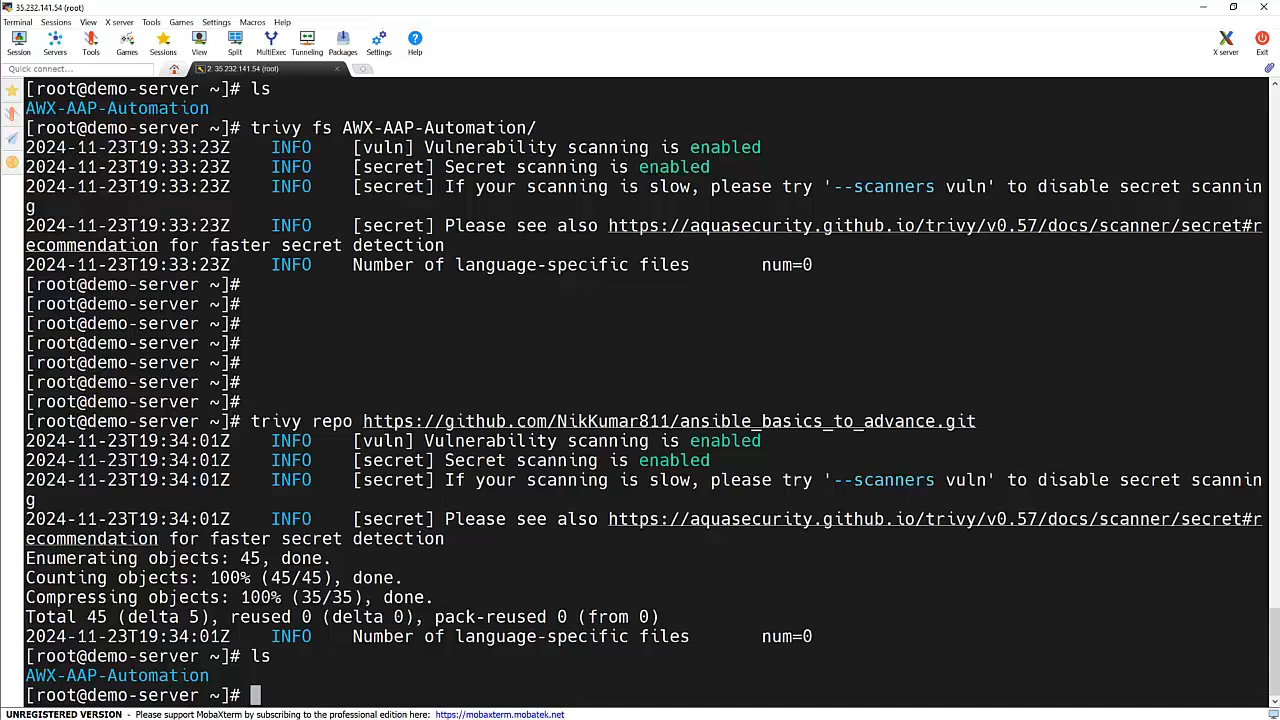 35.232.141.54 (root)
Terminal Sessions View X server Tools Games Settings Macros Help
Session Servers Tools Games Sessions View Split MultiExec Tunneling Packages Settings Help X server Exit
Quick connect... 2. 35.232.141.54 (root)
[root@demo-server ~]# ls
AWX-AAP-Automation
[root@demo-server ~]# trivy fs AWX-AAP-Automation/
2024-11-23T19:33:23Z INFO [vuln] Vulnerability scanning is enabled
2024-11-23T19:33:23Z INFO [secret] Secret scanning is enabled
2024-11-23T19:33:23Z INFO [secret] If your scanning is slow, please try '--scanners vuln' to disable secret scannin
g
2024-11-23T19:33:23Z INFO [secret] Please see also https://aquasecurity.github.io/trivy/v0.57/docs/scanner/secret#r
ecommendation for faster secret detection
2024-11-23T19:33:23Z INFO Number of language-specific files num=0
[root@demo-server ~]#
[root@demo-server ~]#
[root@demo-server ~]#
[root@demo-server ~]#
[root@demo-server ~]#
[root@demo-server ~]#
[root@demo-server ~]#
[root@demo-server ~]# trivy repo https://github.com/NikKumar811/ansible_basics_to_advance.git
2024-11-23T19:34:01Z INFO [vuln] Vulnerability scanning is enabled
2024-11-23T19:34:01Z INFO [secret] Secret scanning is enabled
2024-11-23T19:34:01Z INFO [secret] If your scanning is slow, please try '--scanners vuln' to disable secret scannin
g
2024-11-23T19:34:01Z INFO [secret] Please see also https://aquasecurity.github.io/trivy/v0.57/docs/scanner/secret#r
ecommendation for faster secret detection
Enumerating objects: 45, done.
Counting objects: 100% (45/45), done.
Compressing objects: 100% (35/35), done.
Total 45 (delta 5), reused 0 (delta 0), pack-reused 0 (from 0)
2024-11-23T19:34:01Z INFO Number of language-specific files num=0
[root@demo-server ~]# ls
AWX-AAP-Automation
[root@demo-server ~]#
UNREGISTERED VERSION - Please support MobaXterm by subscribing to the professional edition here: https://mobaxterm.mobatek.net